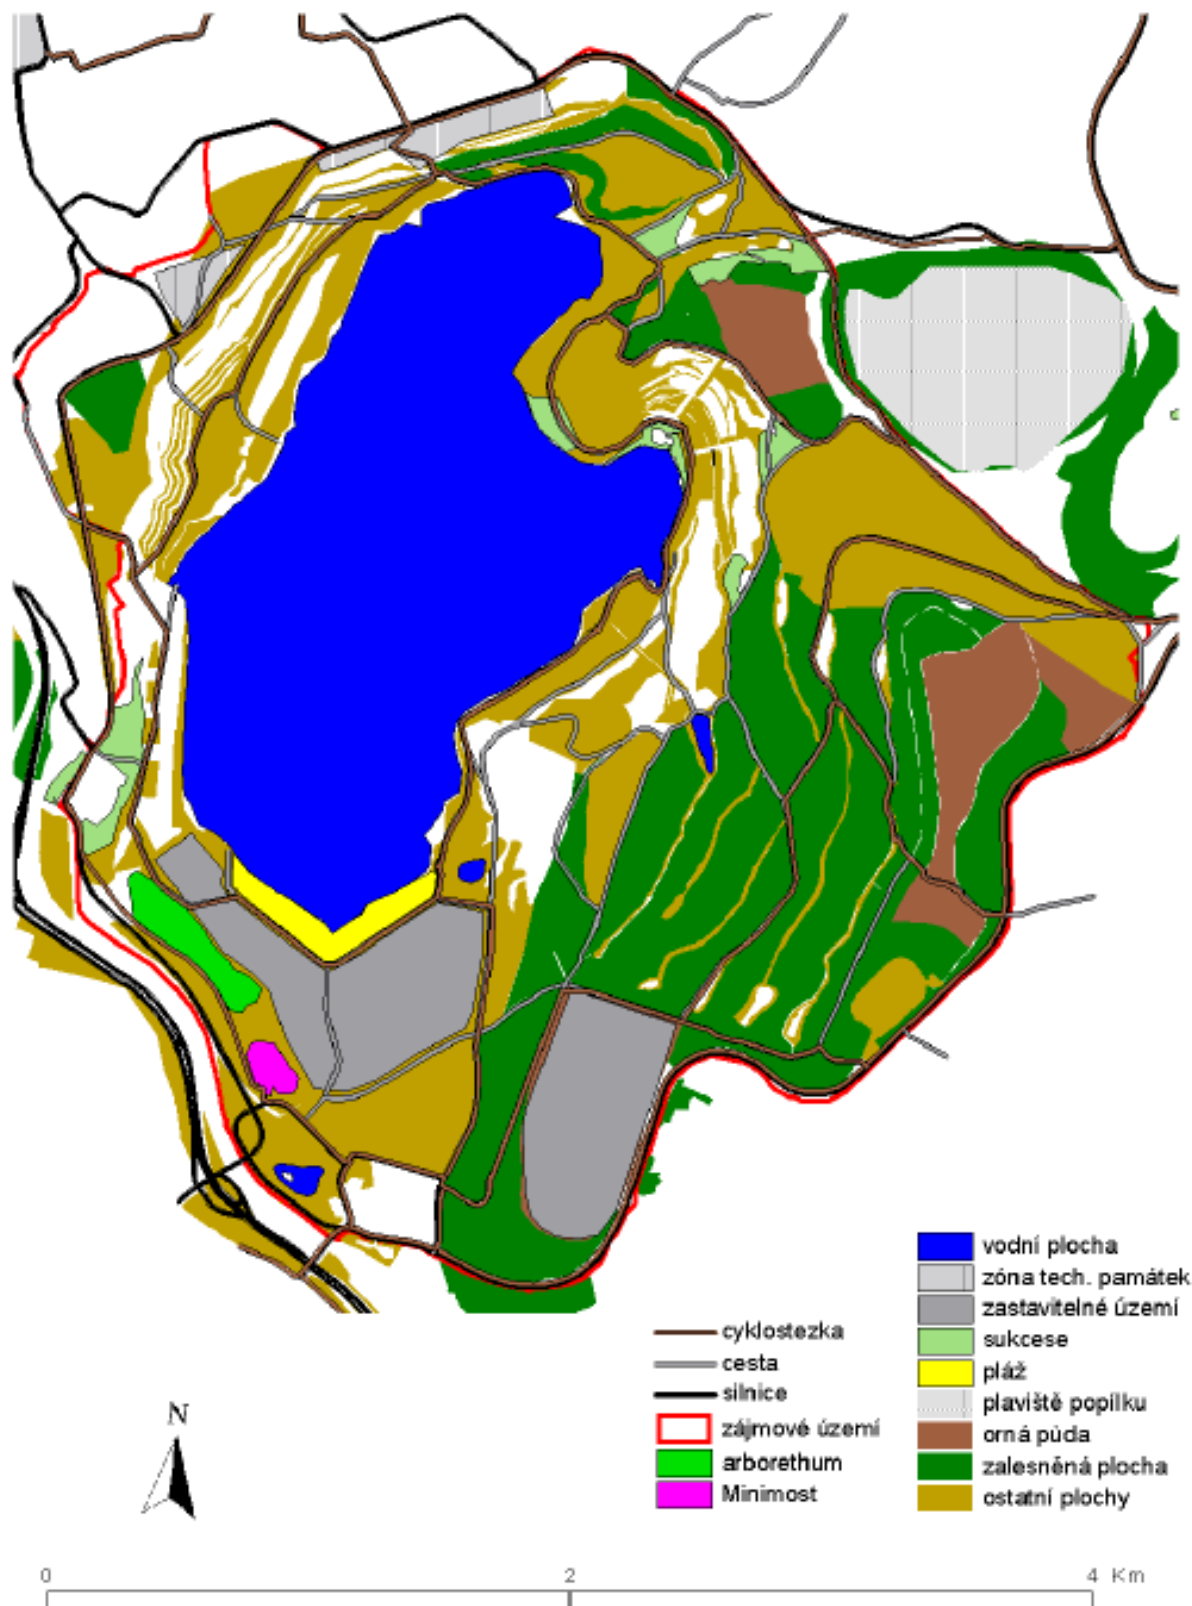 vodní plocha
zóna tech. památek
zastavitelné území
sukcese
pláž
plaviště popílku
orná půda
zalesněná plocha
ostatní plochy
cyklostezka
cesta
silnice
zájmové území
arborethum
Minimost
N
0 2 4 Km